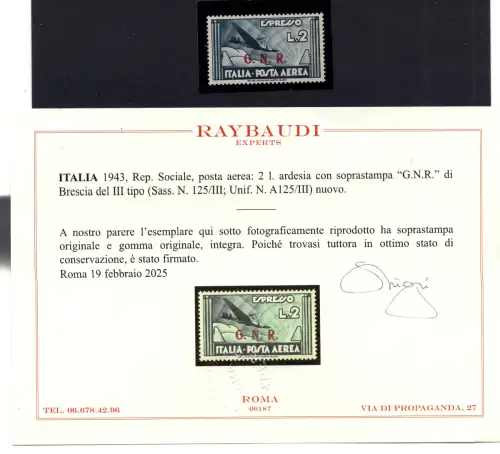 ESPRESSO
L.2
G. N. R.
ITALIA-POSTA AEREA
RAYBAUDI
EXPERTS
ITALIA 1943, Rep. Sociale, posta aerea: 2 l. ardesia con soprastampa “G.N.R.” di
Brescia del III tipo (Sass. N. 125/III; Unif. N. A125/III) nuovo.
A nostro parere l’esemplare qui sotto fotograficamente riprodotto ha soprastampa
originale e gomma originale, integra. Poiché trovasi tuttora in ottimo stato di
conservazione, è stato firmato.
Roma 19 febbraio 2025
ESPRESSO
L.2
G. N. R.
ITALIA-POSTA AEREA
ROMA
TEL. 06.678.42.96
00187
VIA DI PROPAGANDA, 27